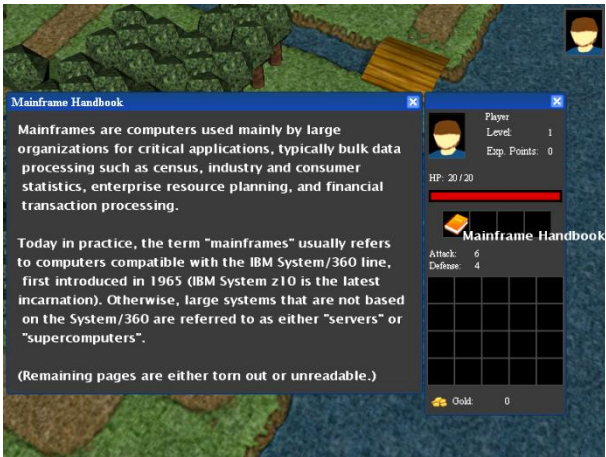 Mainframe Handbook
Mainframes are computers used mainly by large
organizations for critical applications, typically bulk data
processing such as census, industry and consumer
statistics, enterprise resource planning, and financial
transaction processing.
Today in practice, the term "mainframes" usually refers
to computers compatible with the IBM System/360 line,
first introduced in 1965 (IBM System z10 is the latest
incarnation). Otherwise, large systems that are not based
on the System/360 are referred to as either "servers" or
"supercomputers".
(Remaining pages are either torn out or unreadable.)
Player
Level: 1
Exp. Points: 0
HP: 20/20
Mainframe Handbook
Attack: 6
Defense: 4
Gold: 0